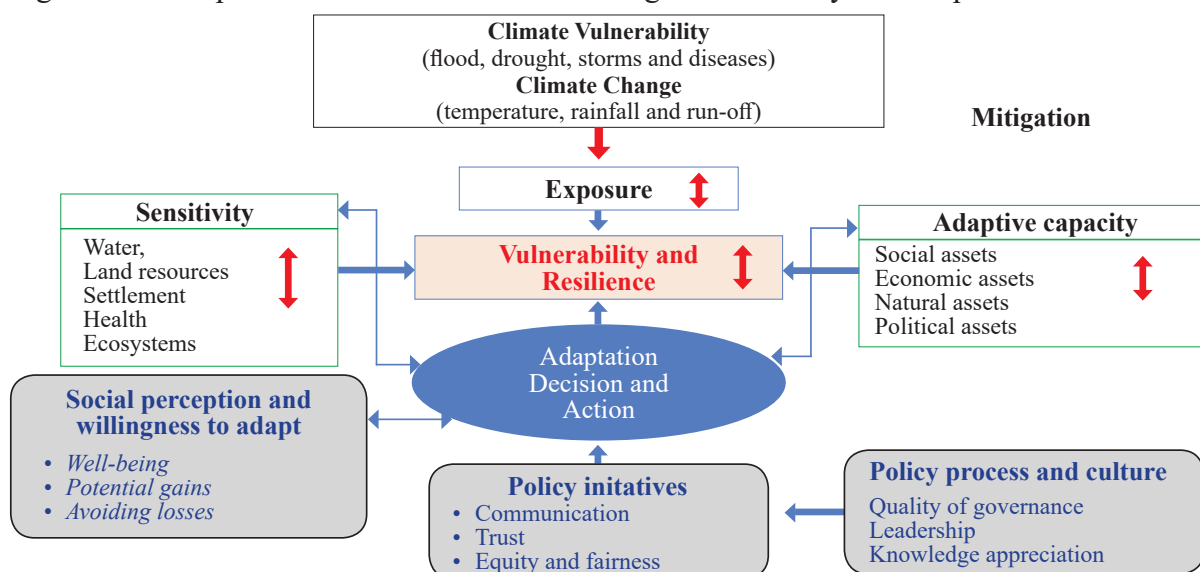 Climate Vulnerability
(flood, drought, storms and diseases)
Climate Change
(temperature, rainfall and run-off)
Mitigation
Exposure
Sensitivity
Water,
Land resources
Settlement
Health
Ecosystems
Vulnerability and
Resilience
Adaptive capacity
Social assets
Economic assets
Natural assets
Political assets
Adaptation
Decision and
Action
Social perception and
willingness to adapt
• Well-being
• Potential gains
• Avoiding losses
Policy initatives
• Communication
• Trust
• Equity and fairness
Policy process and culture
Quality of governance
Leadership
Knowledge appreciation